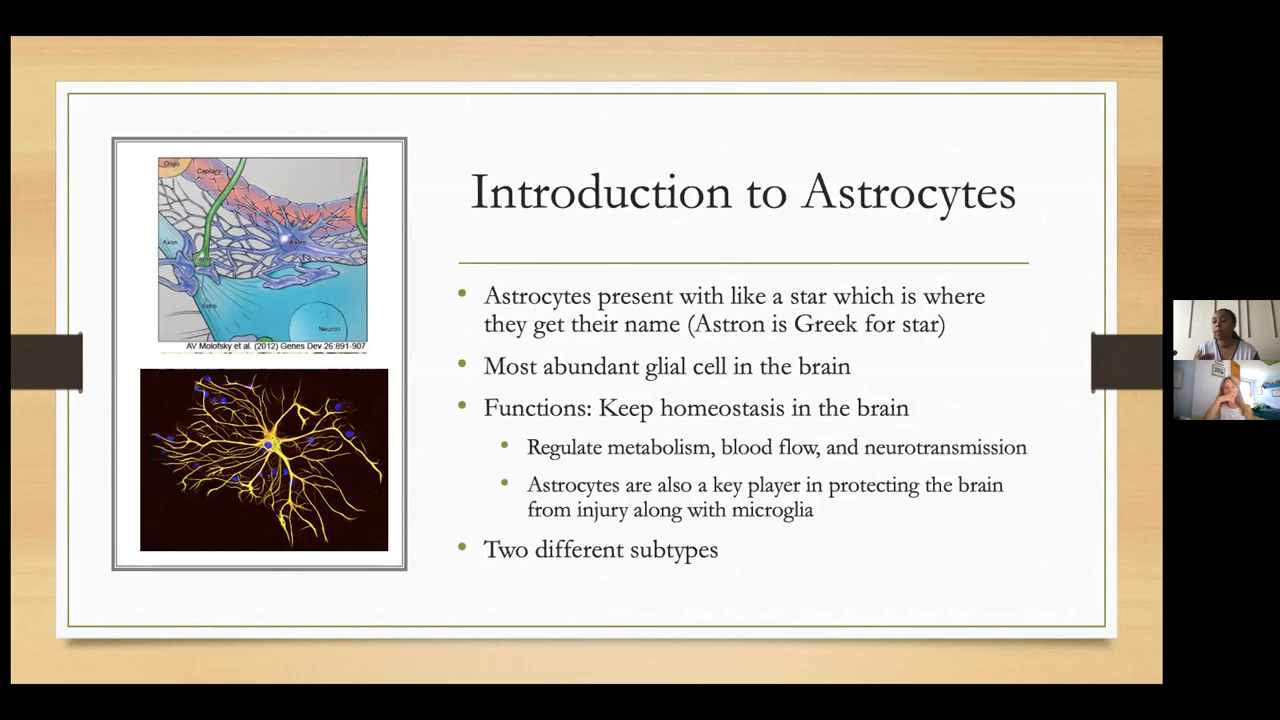 Oligo
Capillary
Astro
Axon
Astro
Neuron
AV Molofsky et al. (2012) Genes Dev 26:891-907
Introduction to Astrocytes
• Astrocytes present with like a star which is where
they get their name (Astron is Greek for star)
• Most abundant glial cell in the brain
• Functions: Keep homeostasis in the brain
• Regulate metabolism, blood flow, and neurotransmission
• Astrocytes are also a key player in protecting the brain
from injury along with microglia
• Two different subtypes